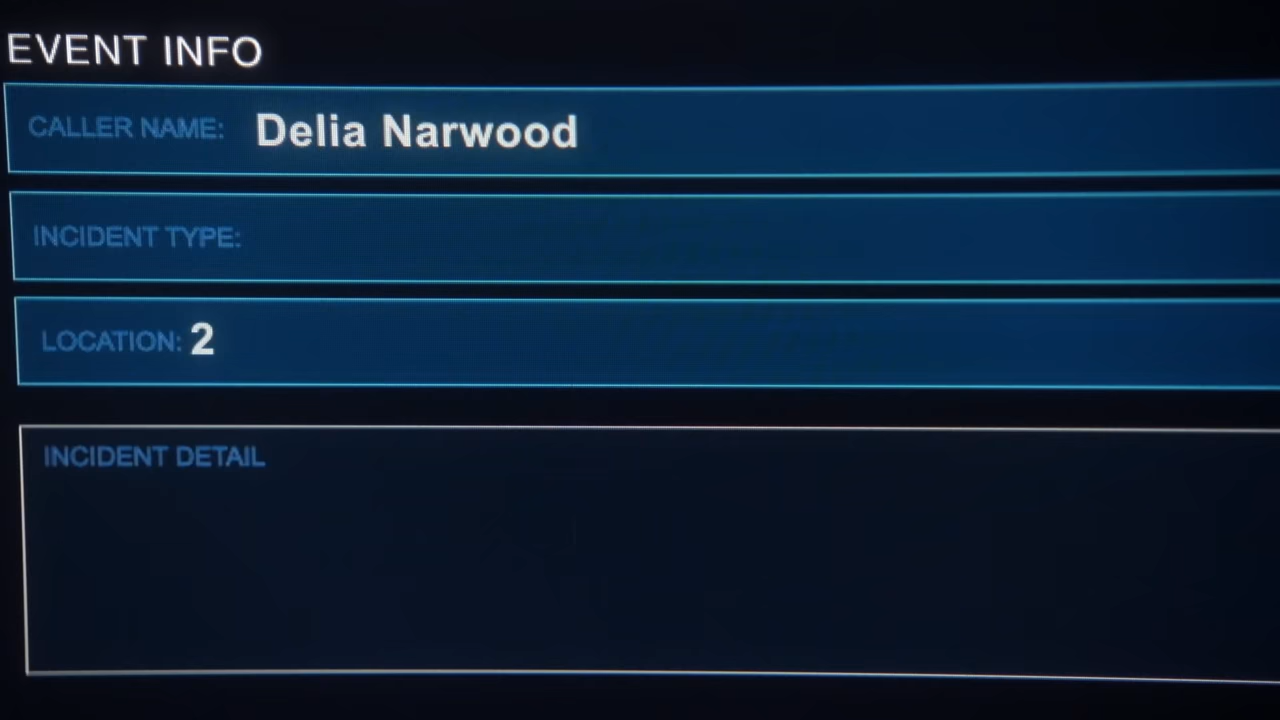 EVENT INFO
CALLER NAME: Delia Narwood
INCIDENT TYPE:
LOCATION: 2
INCIDENT DETAIL